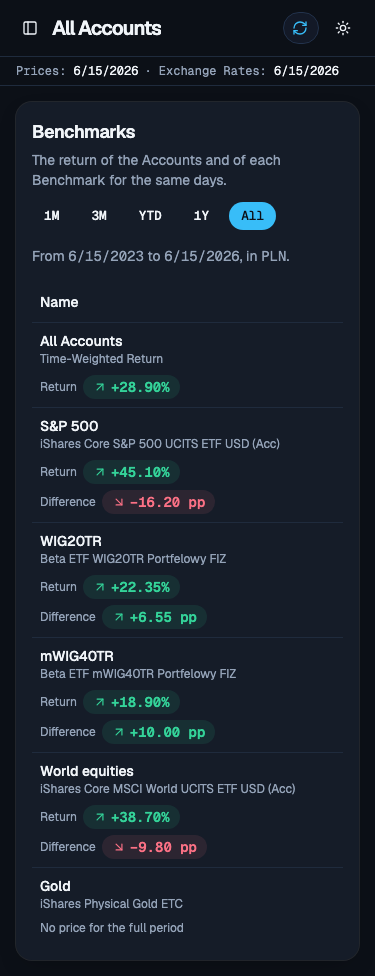 All Accounts
Prices: 6/15/2026 · Exchange Rates: 6/15/2026
Benchmarks
The return of the Accounts and of each
Benchmark for the same days.
1M 3M YTD 1Y All
From 6/15/2023 to 6/15/2026, in PLN.
Name
All Accounts
Time-Weighted Return
Return +28.90%
S&P 500
iShares Core S&P 500 UCITS ETF USD (Acc)
Return +45.10%
Difference −16.20 pp
WIG20TR
Beta ETF WIG20TR Portfelowy FIZ
Return +22.35%
Difference +6.55 pp
mWIG40TR
Beta ETF mWIG40TR Portfelowy FIZ
Return +18.90%
Difference +10.00 pp
World equities
iShares Core MSCI World UCITS ETF USD (Acc)
Return +38.70%
Difference −9.80 pp
Gold
iShares Physical Gold ETC
No price for the full period